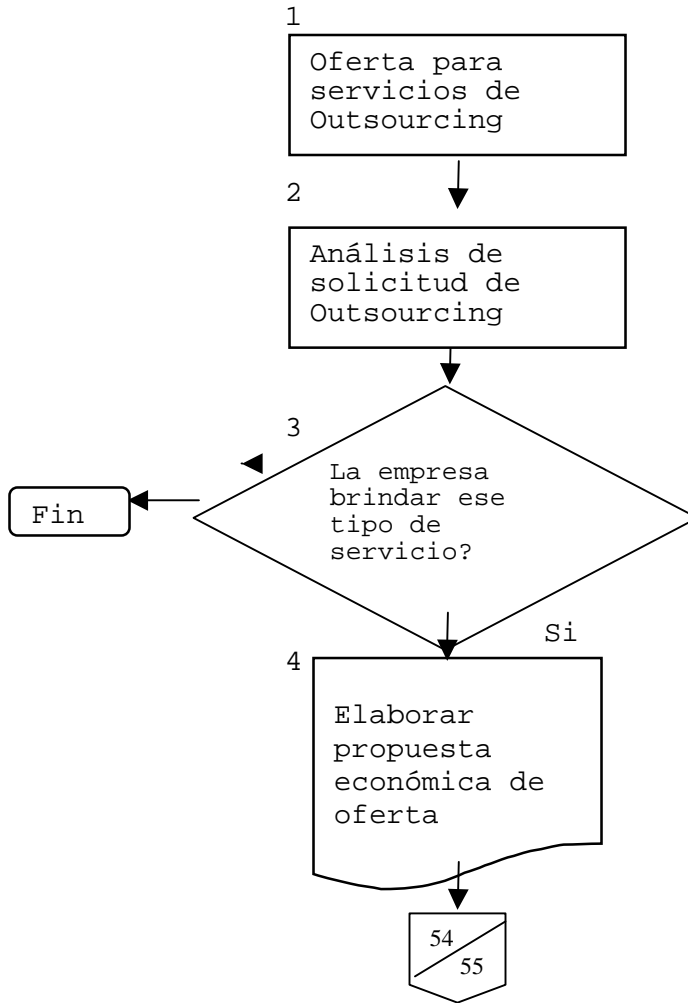 1
Oferta para
servicios de
Outsourcing
2
Análisis de
solicitud de
Outsourcing
3
La empresa
brindar ese
tipo de
servicio?
Fin
Si
4
Elaborar
propuesta
económica de
oferta
54
55